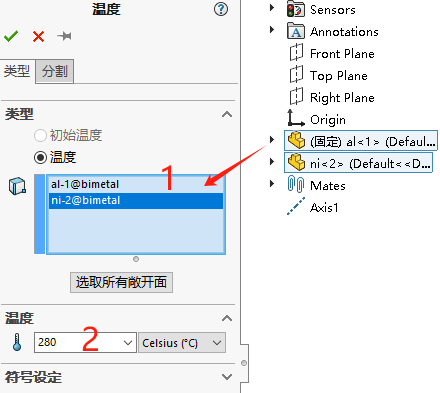 温度
类型
分割
类型
初始温度
温度
al-1@bimetal
ni-2@bimetal
1
选取所有敞开面
温度
280
2
Celsius (°C)
符号设定
Sensors
Annotations
Front Plane
Top Plane
Right Plane
Origin
(固定) al<1> (Defau...
ni<2> (Default<<D...
Mates
Axis1